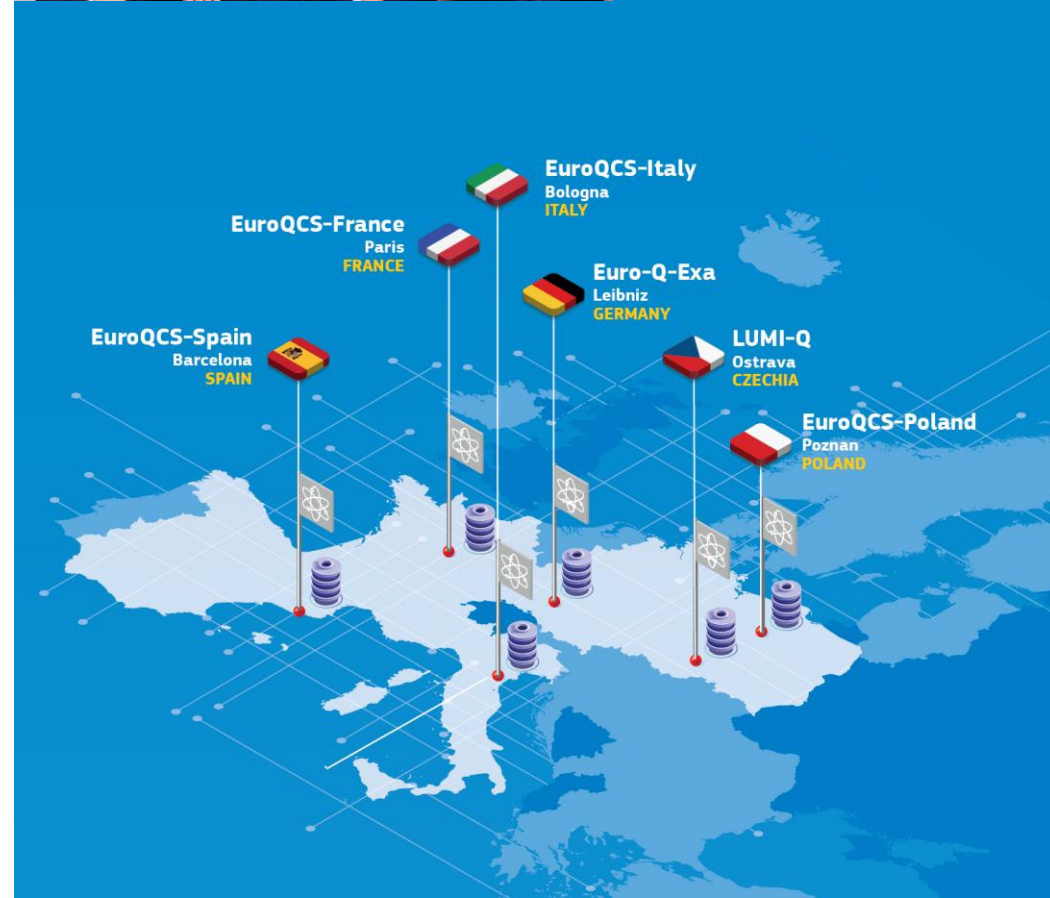 EuroQCS-Italy
Bologna
ITALY
EuroQCS-France
Paris
FRANCE
Euro-Q-Exa
Leibniz
GERMANY
EuroQCS-Spain
Barcelona
SPAIN
LUMI-Q
Ostrava
CZECHIA
EuroQCS-Poland
Poznan
POLAND